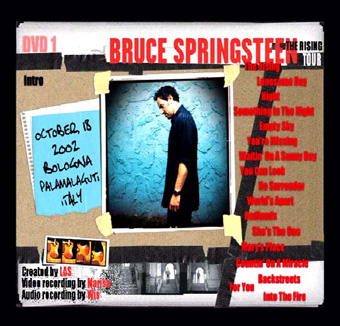 DVD 1
BRUCE SPRINGSTEEN
THE RISING
TOUR
Intro
The Rising
Lonesome Day
Night
Something In The Night
Empty Sky
You're Missing
Waitin' On A Sunny Day
You Can Look
No Surrender
World's Apart
Badlands
She's The One
Mary's Place
Countin' On A Miracle
Backstreets
For You
Into The Fire
OCTOBER 18
2002
BOLOGNA
PALAMALAGUTI
ITALY
Created by LAS
Video recording by
Audio recording by